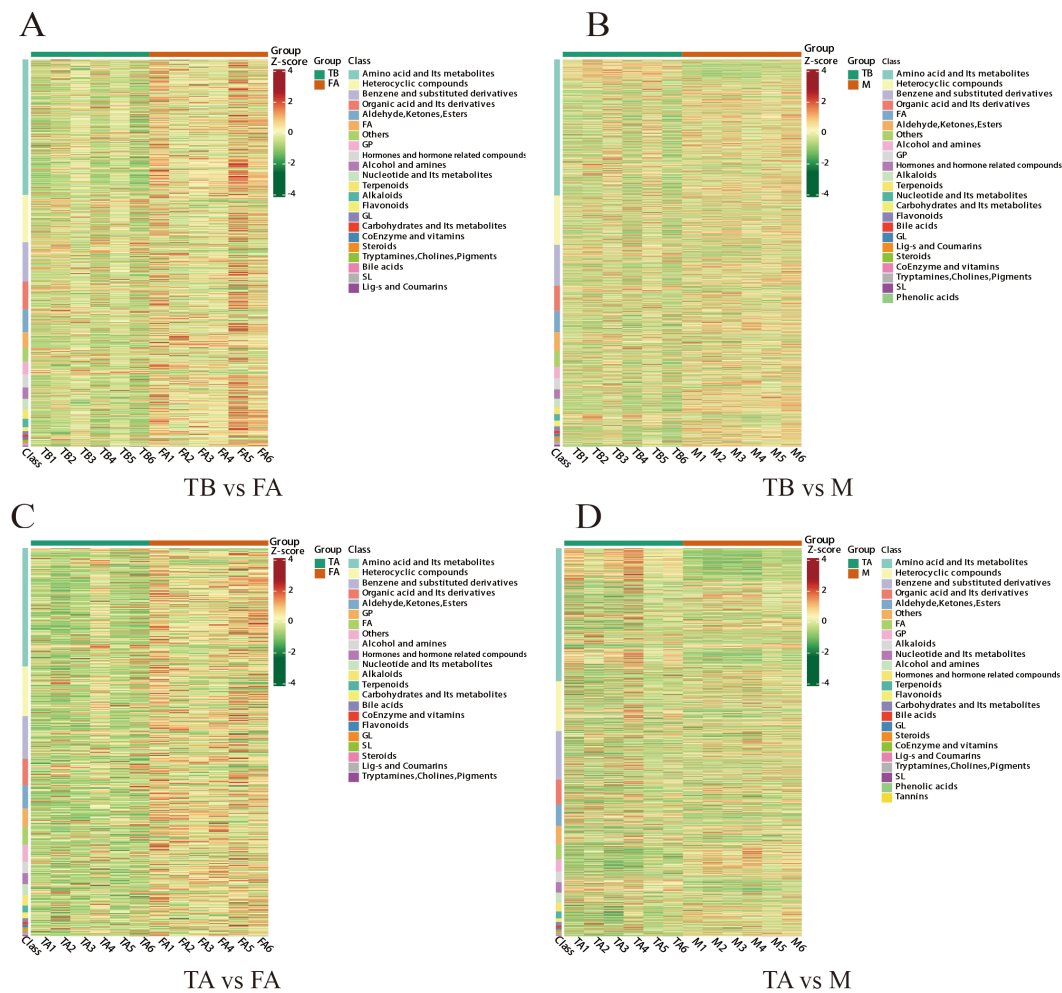 A
Group
Z-score
4
2
0
-2
-4
Group
TB
FA
Class
Amino acid and Its metabolites
Heterocyclic compounds
Benzene and substituted derivatives
Organic acid and Its derivatives
Aldehyde,Ketones,Esters
FA
Others
GP
Hormones and hormone related compounds
Alcohol and amines
Nucleotide and Its metabolites
Terpenoids
Alkaloids
Flavonoids
GL
Carbohydrates and Its metabolites
CoEnzyme and vitamins
Steroids
Tryptamines,Cholines,Pigments
Bile acids
SL
Lig-s and Coumarins
Class TB1 TB2 TB3 TB4 TB5 TB6 FA1 FA2 FA3 FA4 FA5 FA6
TB vs FA
B
Group
Z-score
4
2
0
-2
-4
Group
TB
M
Class
Amino acid and Its metabolites
Heterocyclic compounds
Benzene and substituted derivatives
Organic acid and Its derivatives
FA
Aldehyde,Ketones,Esters
Others
Alcohol and amines
GP
Hormones and hormone related compounds
Alkaloids
Terpenoids
Nucleotide and Its metabolites
Carbohydrates and Its metabolites
Flavonoids
Bile acids
GL
Lig-s and Coumarins
Steroids
CoEnzyme and vitamins
Tryptamines,Cholines,Pigments
SL
Phenolic acids
Class TB1 TB2 TB3 TB4 TB5 TB6 M1 M2 M3 M4 M5 M6
TB vs M
C
Group
Z-score
4
2
0
-2
-4
Group
TA
FA
Class
Amino acid and Its metabolites
Heterocyclic compounds
Benzene and substituted derivatives
Organic acid and Its derivatives
Aldehyde,Ketones,Esters
GP
FA
Others
Alcohol and amines
Hormones and hormone related compounds
Nucleotide and Its metabolites
Alkaloids
Terpenoids
Carbohydrates and Its metabolites
Bile acids
CoEnzyme and vitamins
Flavonoids
GL
SL
Steroids
Lig-s and Coumarins
Tryptamines,Cholines,Pigments
Class TA1 TA2 TA3 TA4 TA5 TA6 FA1 FA2 FA3 FA4 FA5 FA6
TA vs FA
D
Group
Z-score
4
2
0
-2
-4
Group
TA
M
Class
Amino acid and Its metabolites
Heterocyclic compounds
Benzene and substituted derivatives
Organic acid and Its derivatives
Aldehyde,Ketones,Esters
Others
FA
GP
Alkaloids
Nucleotide and Its metabolites
Alcohol and amines
Hormones and hormone related compounds
Terpenoids
Flavonoids
Carbohydrates and Its metabolites
Bile acids
GL
Steroids
CoEnzyme and vitamins
Lig-s and Coumarins
Tryptamines,Cholines,Pigments
SL
Phenolic acids
Tannins
Class TA1 TA2 TA3 TA4 TA5 TA6 M1 M2 M3 M4 M5 M6
TA vs M